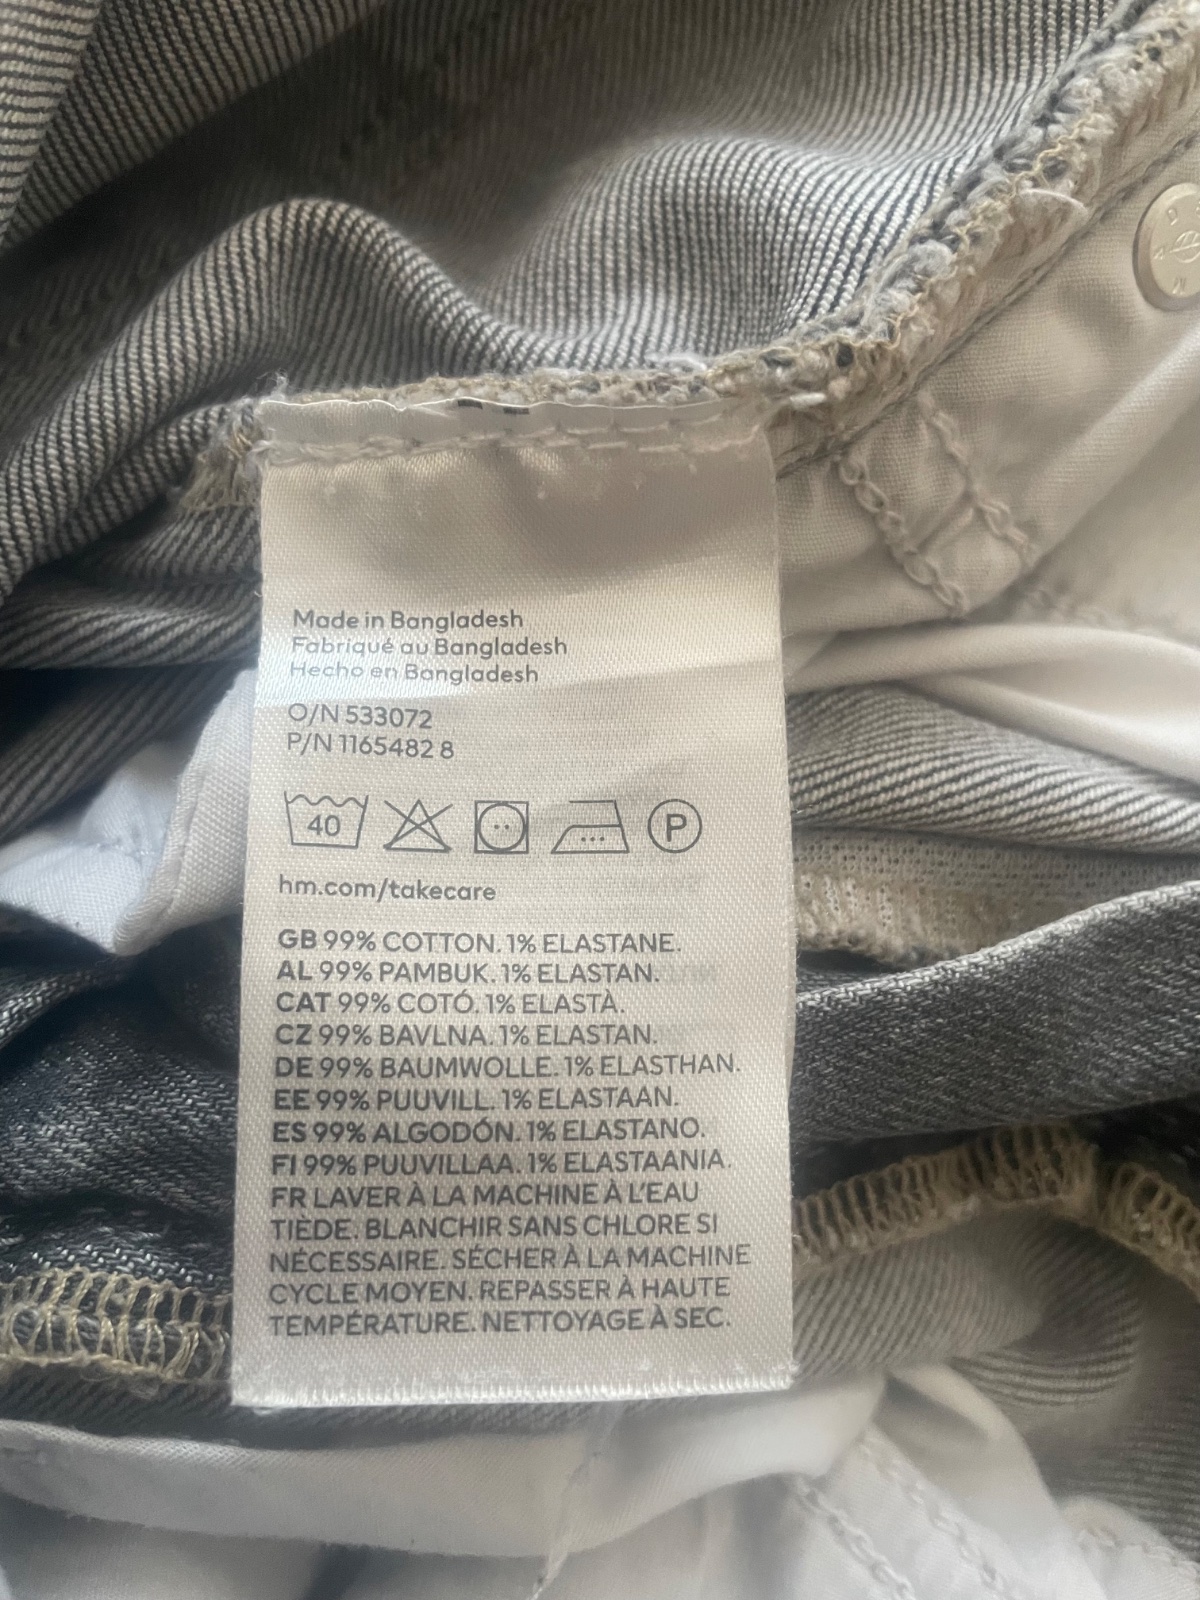 Made in Bangladesh
Fabriqué au Bangladesh
Hecho en Bangladesh
O/N 533072
P/N 1165482 8
40 P
hm.com/takecare
GB 99% COTTON. 1% ELASTANE.
AL 99% PAMBUK. 1% ELASTAN.
CAT 99% COTÓ. 1% ELASTÀ.
CZ 99% BAVLNA. 1% ELASTAN.
DE 99% BAUMWOLLE. 1% ELASTHAN.
EE 99% PUUVILL. 1% ELASTAAN.
ES 99% ALGODÓN. 1% ELASTANO.
FI 99% PUUVILLAA. 1% ELASTAANIA.
FR LAVER À LA MACHINE À L'EAU
TIÈDE. BLANCHIR SANS CHLORE SI
NÉCESSAIRE. SÉCHER À LA MACHINE
CYCLE MOYEN. REPASSER À HAUTE
TEMPÉRATURE. NETTOYAGE À SEC.